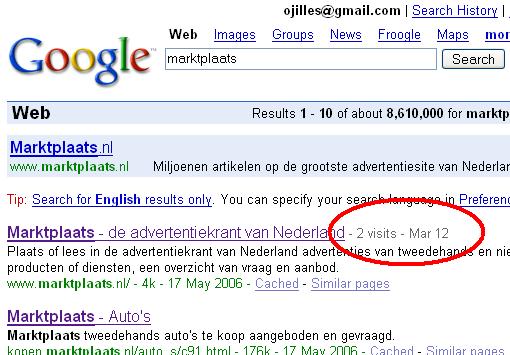 ojilles@gmail.com | Search History |
Web Images Groups News Froogle Maps
Google™
marktplaats Search
Web Results 1 - 10 of about 8,610,000 for
Marktplaats.nl
www.marktplaats.nl Miljoenen artikelen op de grootste advertentiesite van
Tip: Search for English results only. You can specify your search language in
Marktplaats - de advertentiekrant van Nederland - 2 visits - Mar 12
Plaats of lees in de advertentiekrant van Nederland advertenties van tweedehands en
producten of diensten, een overzicht van vraag en aanbod.
www.marktplaats.nl/ - 4k - 17 May 2006 - Cached - Similar pages
Marktplaats - Auto's
Marktplaats tweedehands auto's te koop aangeboden en gevraagd.
kopen.marktplaats.nl/auto_s/c91.html - 176k - 17 May 2006 - Cached - Similar pages